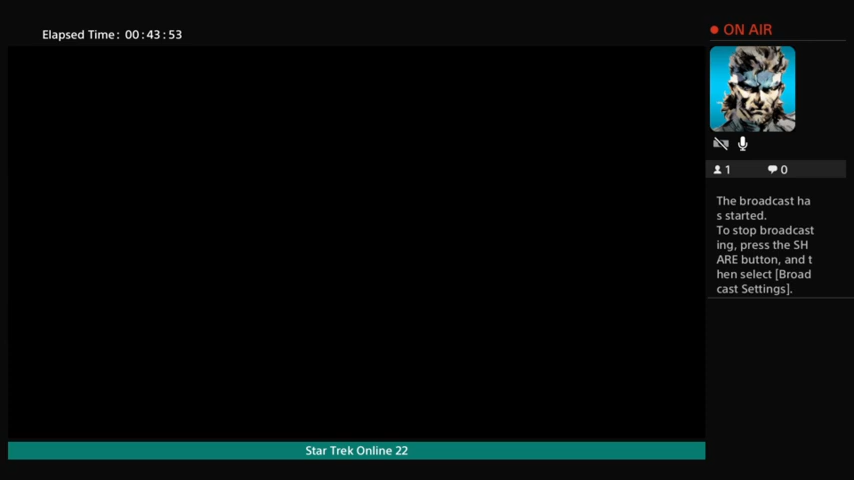 Elapsed Time: 00:43:53
ON AIR
1 0
The broadcast ha
s started.
To stop broadcast
ing, press the SH
ARE button, and t
hen select [Broad
cast Settings].
Star Trek Online 22